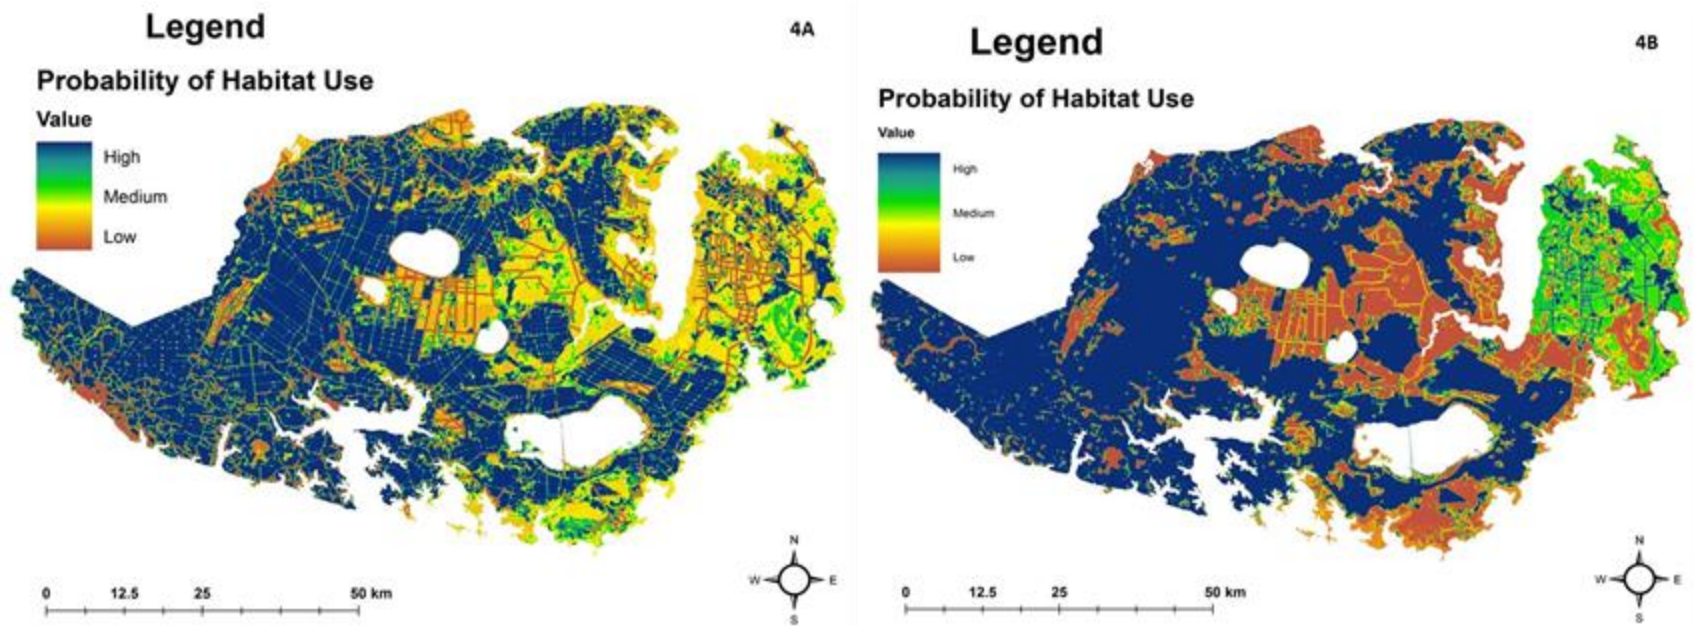 Legend
4A
Probability of Habitat Use
Value
High
Medium
Low
N
W E
S
0 12.5 25 50 km
Legend
4B
Probability of Habitat Use
Value
High
Medium
Low
N
W E
S
0 12.5 25 50 km